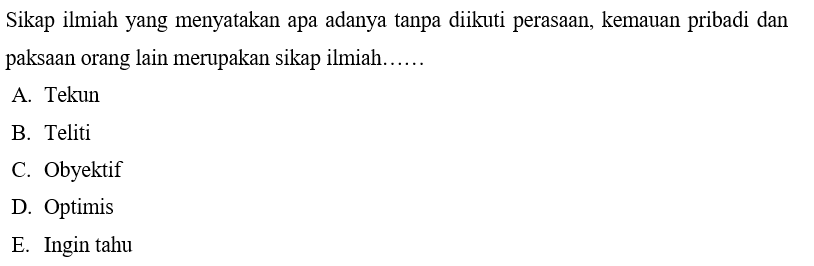 Sikap ilmiah yang menyatakan apa adanya tanpa diikuti perasaan, kemauan pribadi dan
paksaan orang lain merupakan sikap ilmiah……
A. Tekun
B. Teliti
C. Obyektif
D. Optimis
E. Ingin tahu